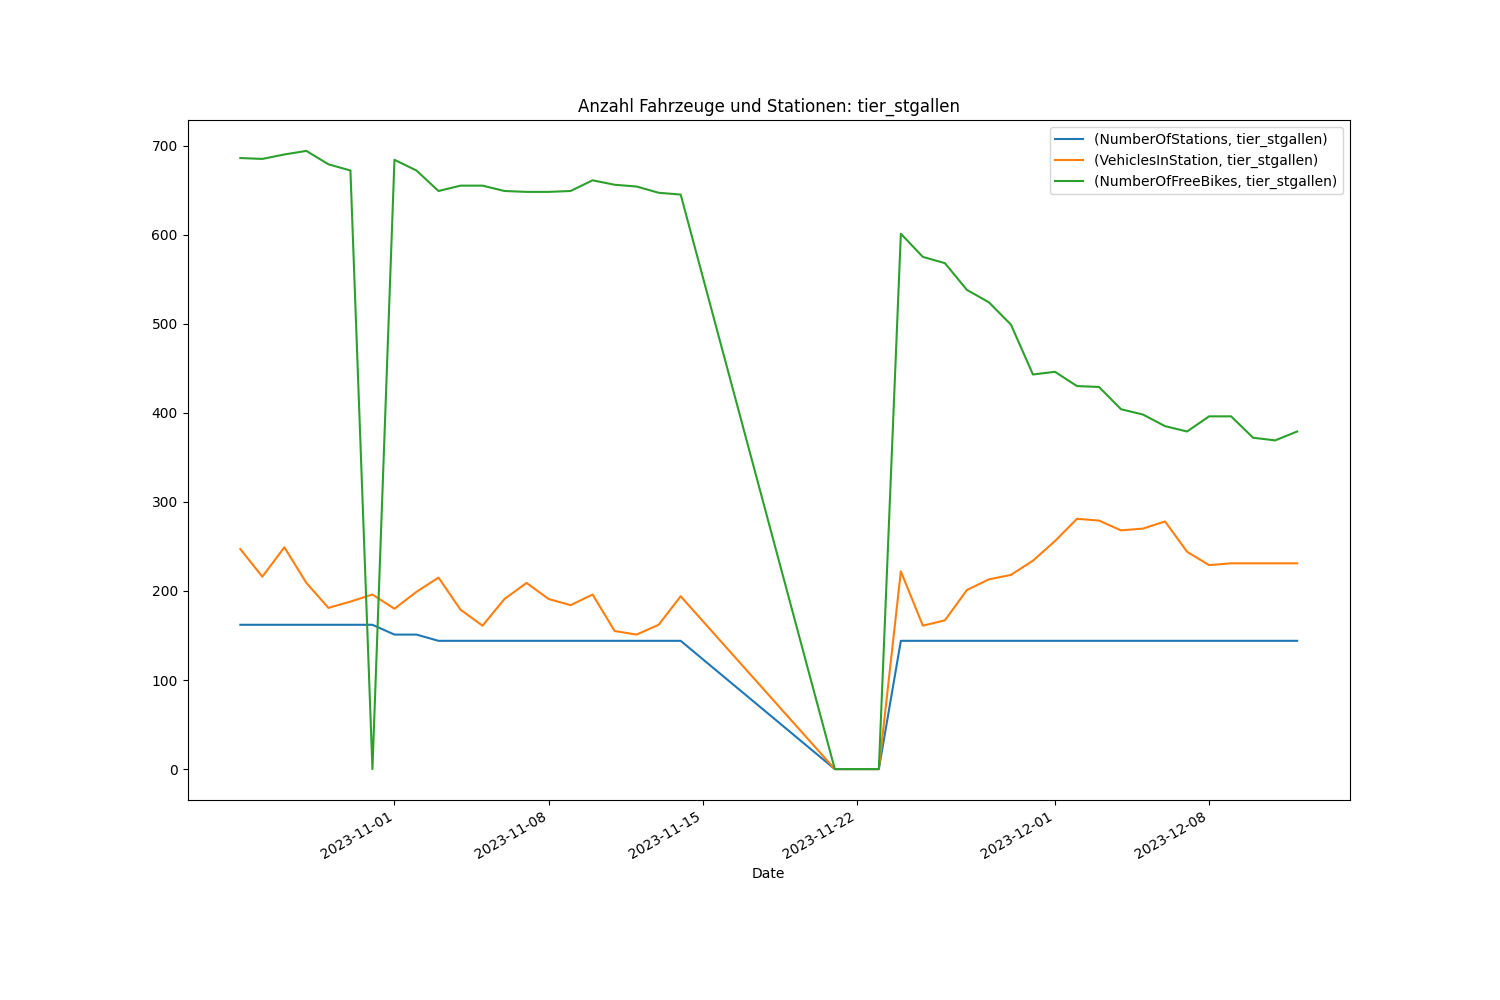 Anzahl Fahrzeuge und Stationen: tier_stgallen
(NumberOfStations, tier_stgallen)
(VehiclesInStation, tier_stgallen)
(NumberOfFreeBikes, tier_stgallen)
700
600
500
400
300
200
100
0
2023-11-01
2023-11-08
2023-11-15
2023-11-22
2023-12-01
2023-12-08
Date